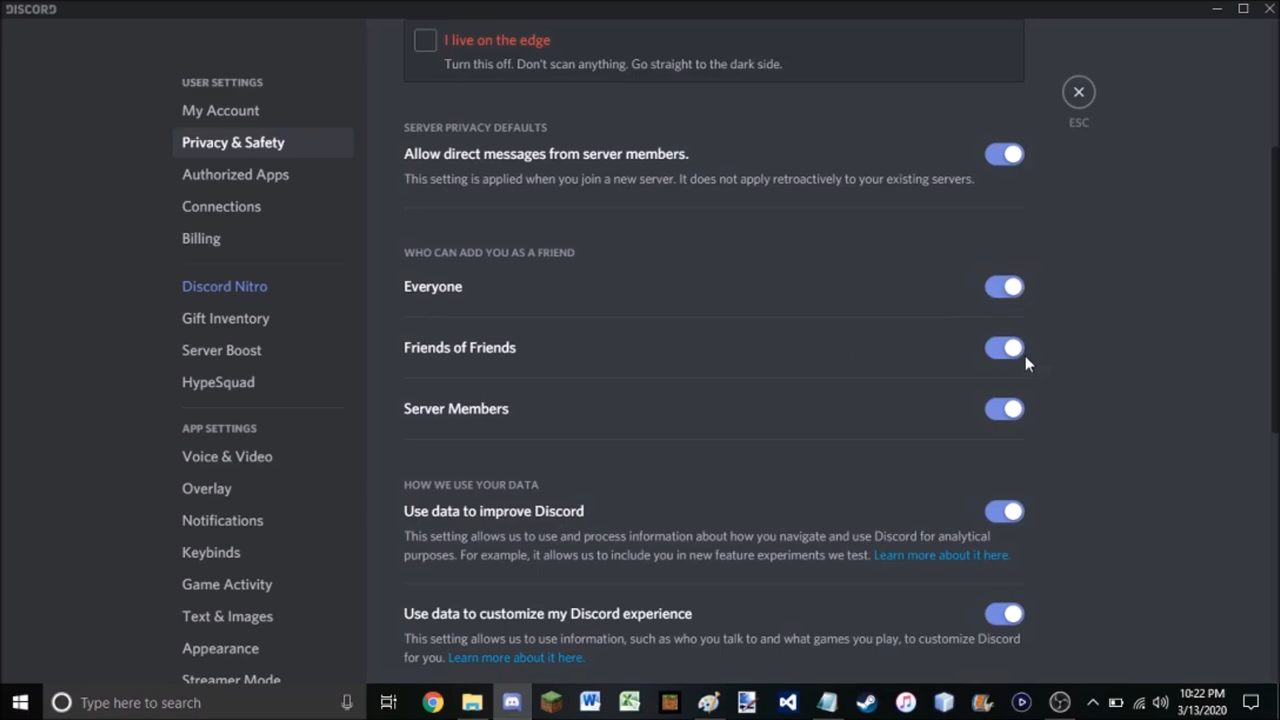 DISCORD
USER SETTINGS
My Account
Privacy & Safety
Authorized Apps
Connections
Billing
Discord Nitro
Gift Inventory
Server Boost
HypeSquad
APP SETTINGS
Voice & Video
Overlay
Notifications
Keybinds
Game Activity
Text & Images
Appearance
Streamer Mode
I live on the edge
Turn this off. Don't scan anything. Go straight to the dark side.
ESC
SERVER PRIVACY DEFAULTS
Allow direct messages from server members.
This setting is applied when you join a new server. It does not apply retroactively to your existing servers.
WHO CAN ADD YOU AS A FRIEND
Everyone
Friends of Friends
Server Members
HOW WE USE YOUR DATA
Use data to improve Discord
This setting allows us to use and process information about how you navigate and use Discord for analytical
purposes. For example, it allows us to include you in new feature experiments we test. Learn more about it here.
Use data to customize my Discord experience
This setting allows us to use information, such as who you talk to and what games you play, to customize Discord
for you. Learn more about it here.
Type here to search
10:22 PM
3/13/2020